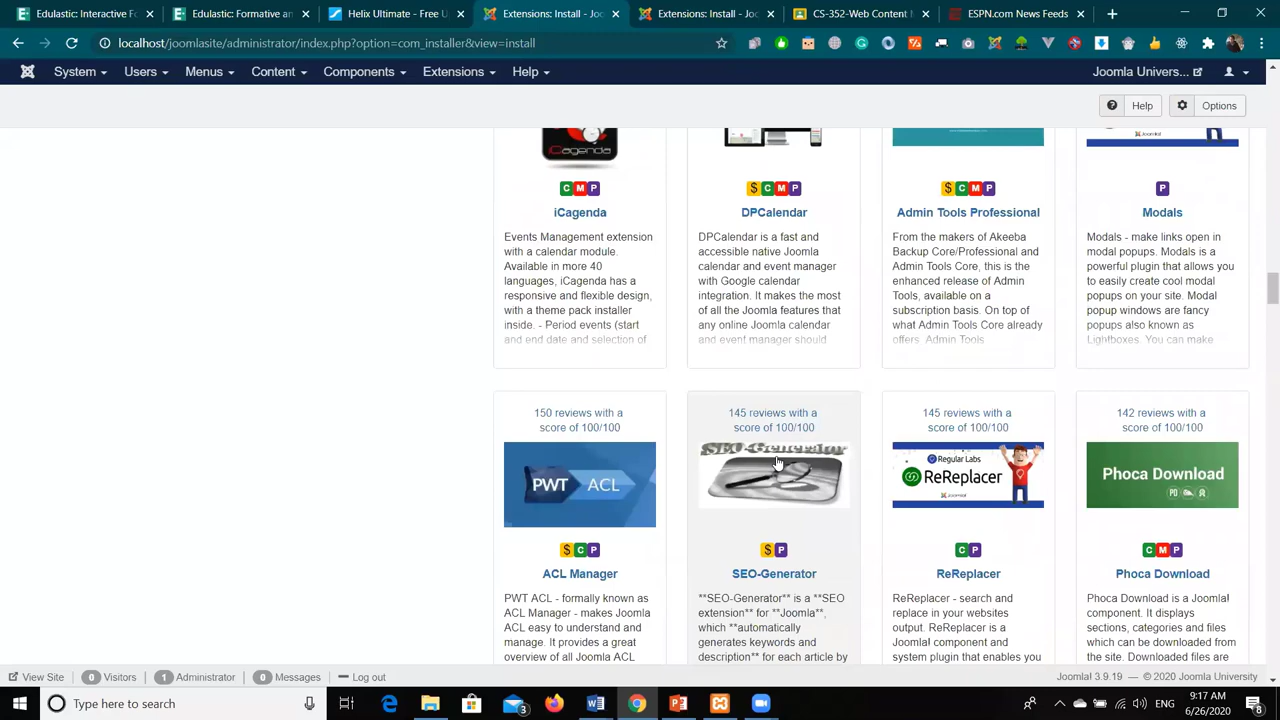 Edulastic: Interactive Fo
Edulastic: Formative an
Helix Ultimate - Free U
Extensions: Install - Joo
Extensions: Install - Joo
CS-352-Web Content M
ESPN.com News Feeds
localhost/joomlasite/administrator/index.php?option=com_installer&view=install
System
Users
Menus
Content
Components
Extensions
Help
Joomla Univers...
Help
Options
iCagenda
C M P
$ C M P
$ C M P
P
iCagenda
DPCalendar
Admin Tools Professional
Modals
Events Management extension
with a calendar module.
Available in more 40
languages, iCagenda has a
responsive and flexible design,
with a theme pack installer
inside. - Period events (start
and end date and selection of
DPCalendar is a fast and
accessible native Joomla
calendar and event manager
with Google calendar
integration. It makes the most
of all the Joomla features that
any online Joomla calendar
and event manager should
From the makers of Akeeba
Backup Core/Professional and
Admin Tools Core, this is the
enhanced release of Admin
Tools, available on a
subscription basis. On top of
what Admin Tools Core already
offers, Admin Tools
Modals - make links open in
modal popups. Modals is a
powerful plugin that allows you
to easily create cool modal
popups on your site. Modal
popup windows are fancy
popups also known as
Lightboxes. You can make
150 reviews with a
score of 100/100
145 reviews with a
score of 100/100
145 reviews with a
score of 100/100
142 reviews with a
score of 100/100
PWT ACL
SEO-Generator
Regular Labs
ReReplacer
Joomla!
Phoca Download
PD
$ C P
$ P
C P
C M P
ACL Manager
SEO-Generator
ReReplacer
Phoca Download
PWT ACL - formally known as
ACL Manager - makes Joomla
ACL easy to understand and
manage. It provides a great
overview of all Joomla ACL
**SEO-Generator** is a **SEO
extension** for **Joomla**,
which **automatically
generates keywords and
description** for each article by
ReReplacer - search and
replace in your websites
output. ReReplacer is a
Joomla! component and
system plugin that enables you
Phoca Download is a Joomla!
component. It displays
sections, categories and files
which can be downloaded from
the site. Downloaded files are
View Site
0 Visitors
1 Administrator
0 Messages
Log out
Joomla! 3.9.19 — © 2020 Joomla University
Type here to search
3
ENG
9:17 AM
6/26/2020
8